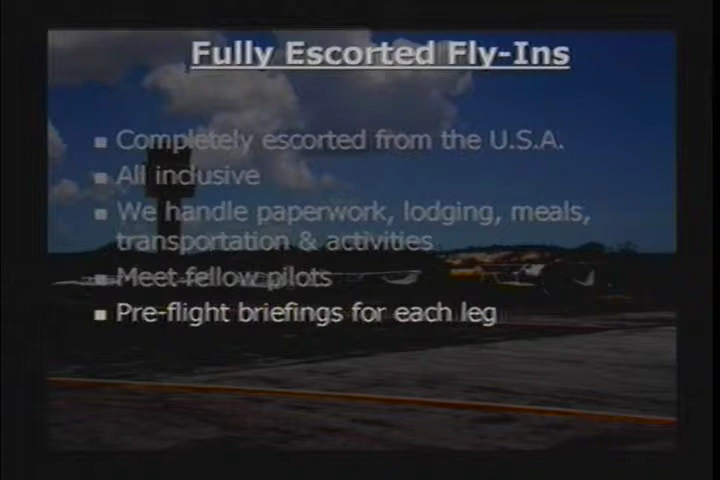 Fully Escorted Fly-Ins
▪ Completely escorted from the U.S.A.
▪ All inclusive
▪ We handle paperwork, lodging, meals,
transportation & activities
▪ Meet fellow pilots
▪ Pre-flight briefings for each leg